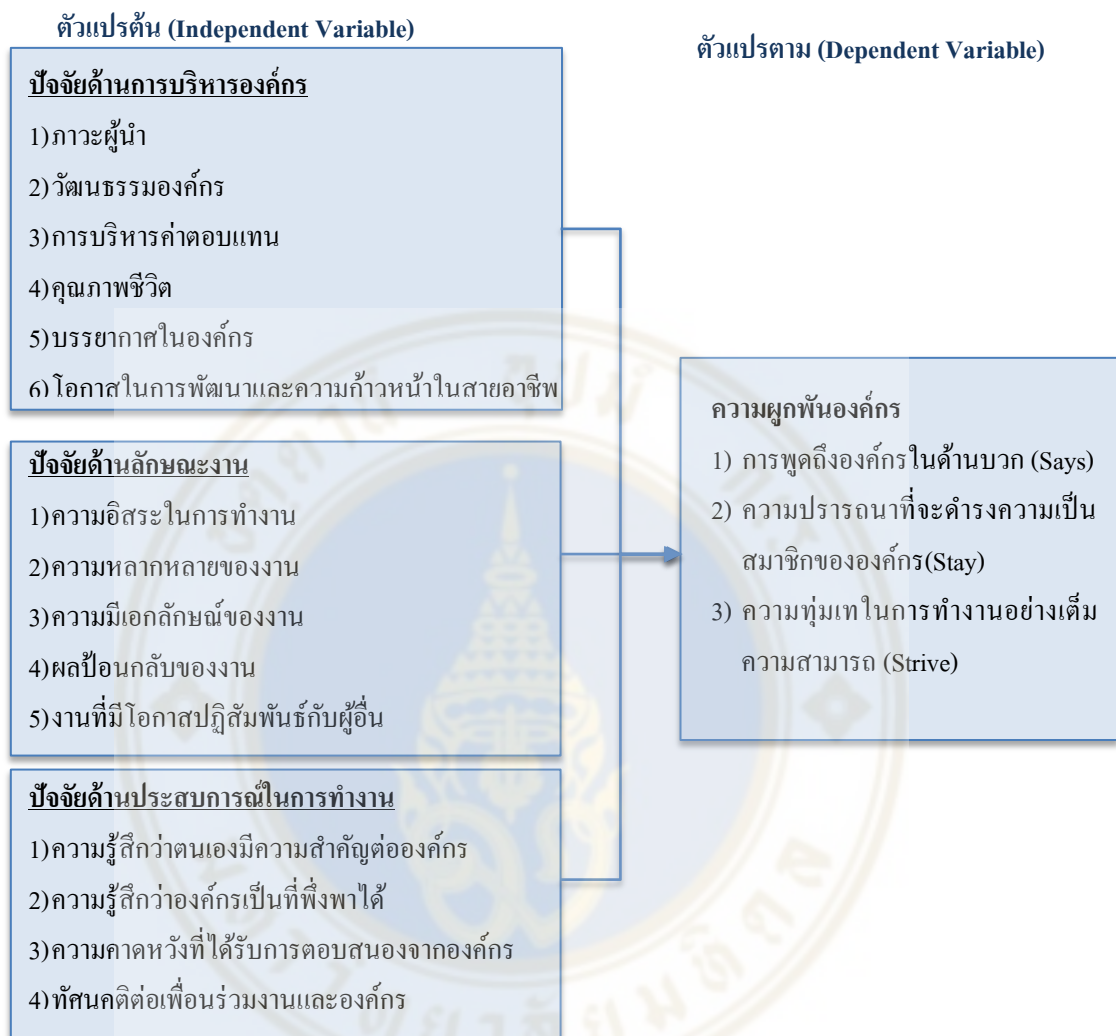 ตัวแปรต้น (Independent Variable)
ปัจจัยด้านการบริหารองค์กร
1)ภาวะผู้นำ
2)วัฒนธรรมองค์กร
3)การบริหารค่าตอบแทน
4)คุณภาพชีวิต
5)บรรยากาศในองค์กร
6)โอกาสในการพัฒนาและความก้าวหน้าในสายอาชีพ
ปัจจัยด้านลักษณะงาน
1)ความอิสระในการทำงาน
2)ความหลากหลายของงาน
3)ความมีเอกลักษณ์ของงาน
4)ผลป้อนกลับของงาน
5)งานที่มีโอกาสปฏิสัมพันธ์กับผู้อื่น
ปัจจัยด้านประสบการณ์ในการทำงาน
1)ความรู้สึกว่าตนเองมีความสำคัญต่อองค์กร
2)ความรู้สึกว่าองค์กรเป็นที่พึ่งพาได้
3)ความคาดหวังที่ได้รับการตอบสนองจากองค์กร
4)ทัศนคติต่อเพื่อนร่วมงานและองค์กร
ตัวแปรตาม (Dependent Variable)
ความผูกพันองค์กร
1) การพูดถึงองค์กรในด้านบวก (Says)
2) ความปรารถนาที่จะดำรงความเป็น
สมาชิกขององค์กร(Stay)
3) ความทุ่มเทในการทำงานอย่างเต็ม
ความสามารถ (Strive)